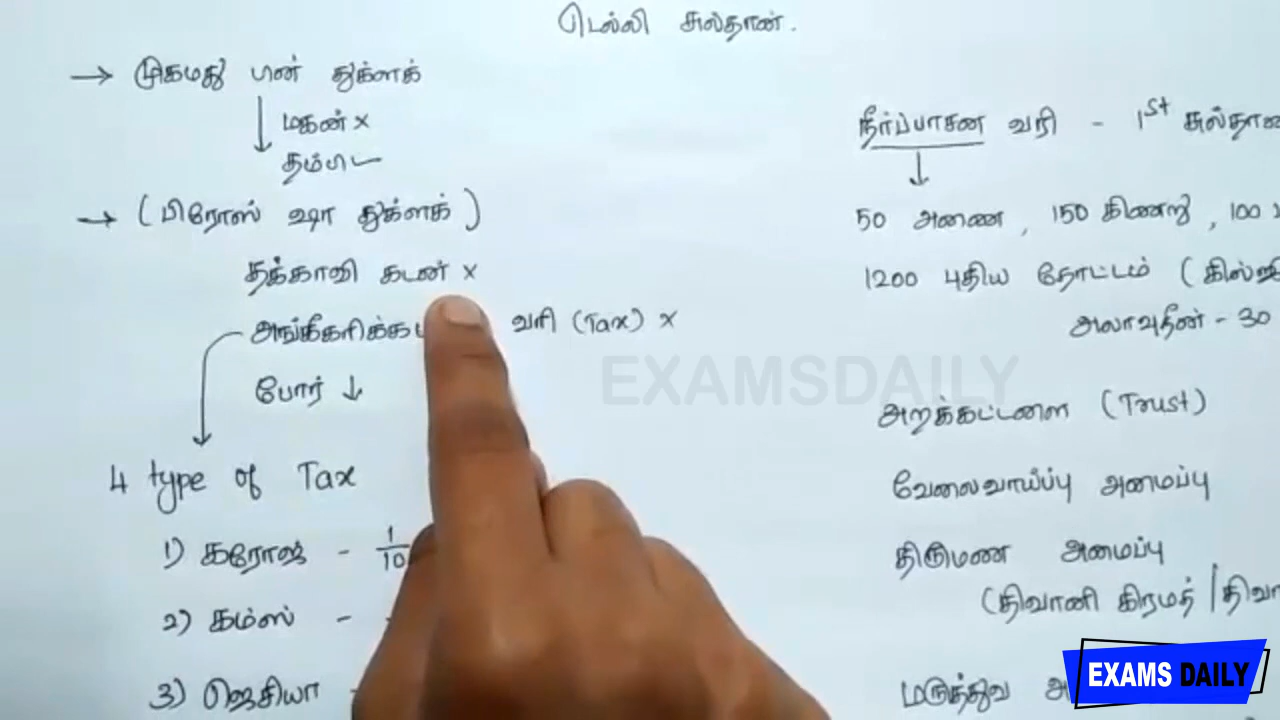 டெல்லி சுல்தான்.
→ முகமது பின் துக்ளக்
மகன் x
தம்பி
→ (பிரோஸ் ஷா துக்ளக்)
தக்காவி கடன் x
வரி (Tax) x
போர் ↓
4 type of Tax
1) கரோஜ் - 1/10
2) கம்ஸ் -
3) ஜெசியா
நீர்ப்பாசன வரி - 1st
50 அணை, 150 கிணறு, 100
1200 புதிய தோட்டம் (
அலாவுதீன் - 30
அறக்கட்டளை (Trust)
வேலைவாய்ப்பு அமைப்பு
திருமண அமைப்பு
(திவானி கிரமத் |
மருத்துவ
EXAMSDAILY
EXAMS DAILY